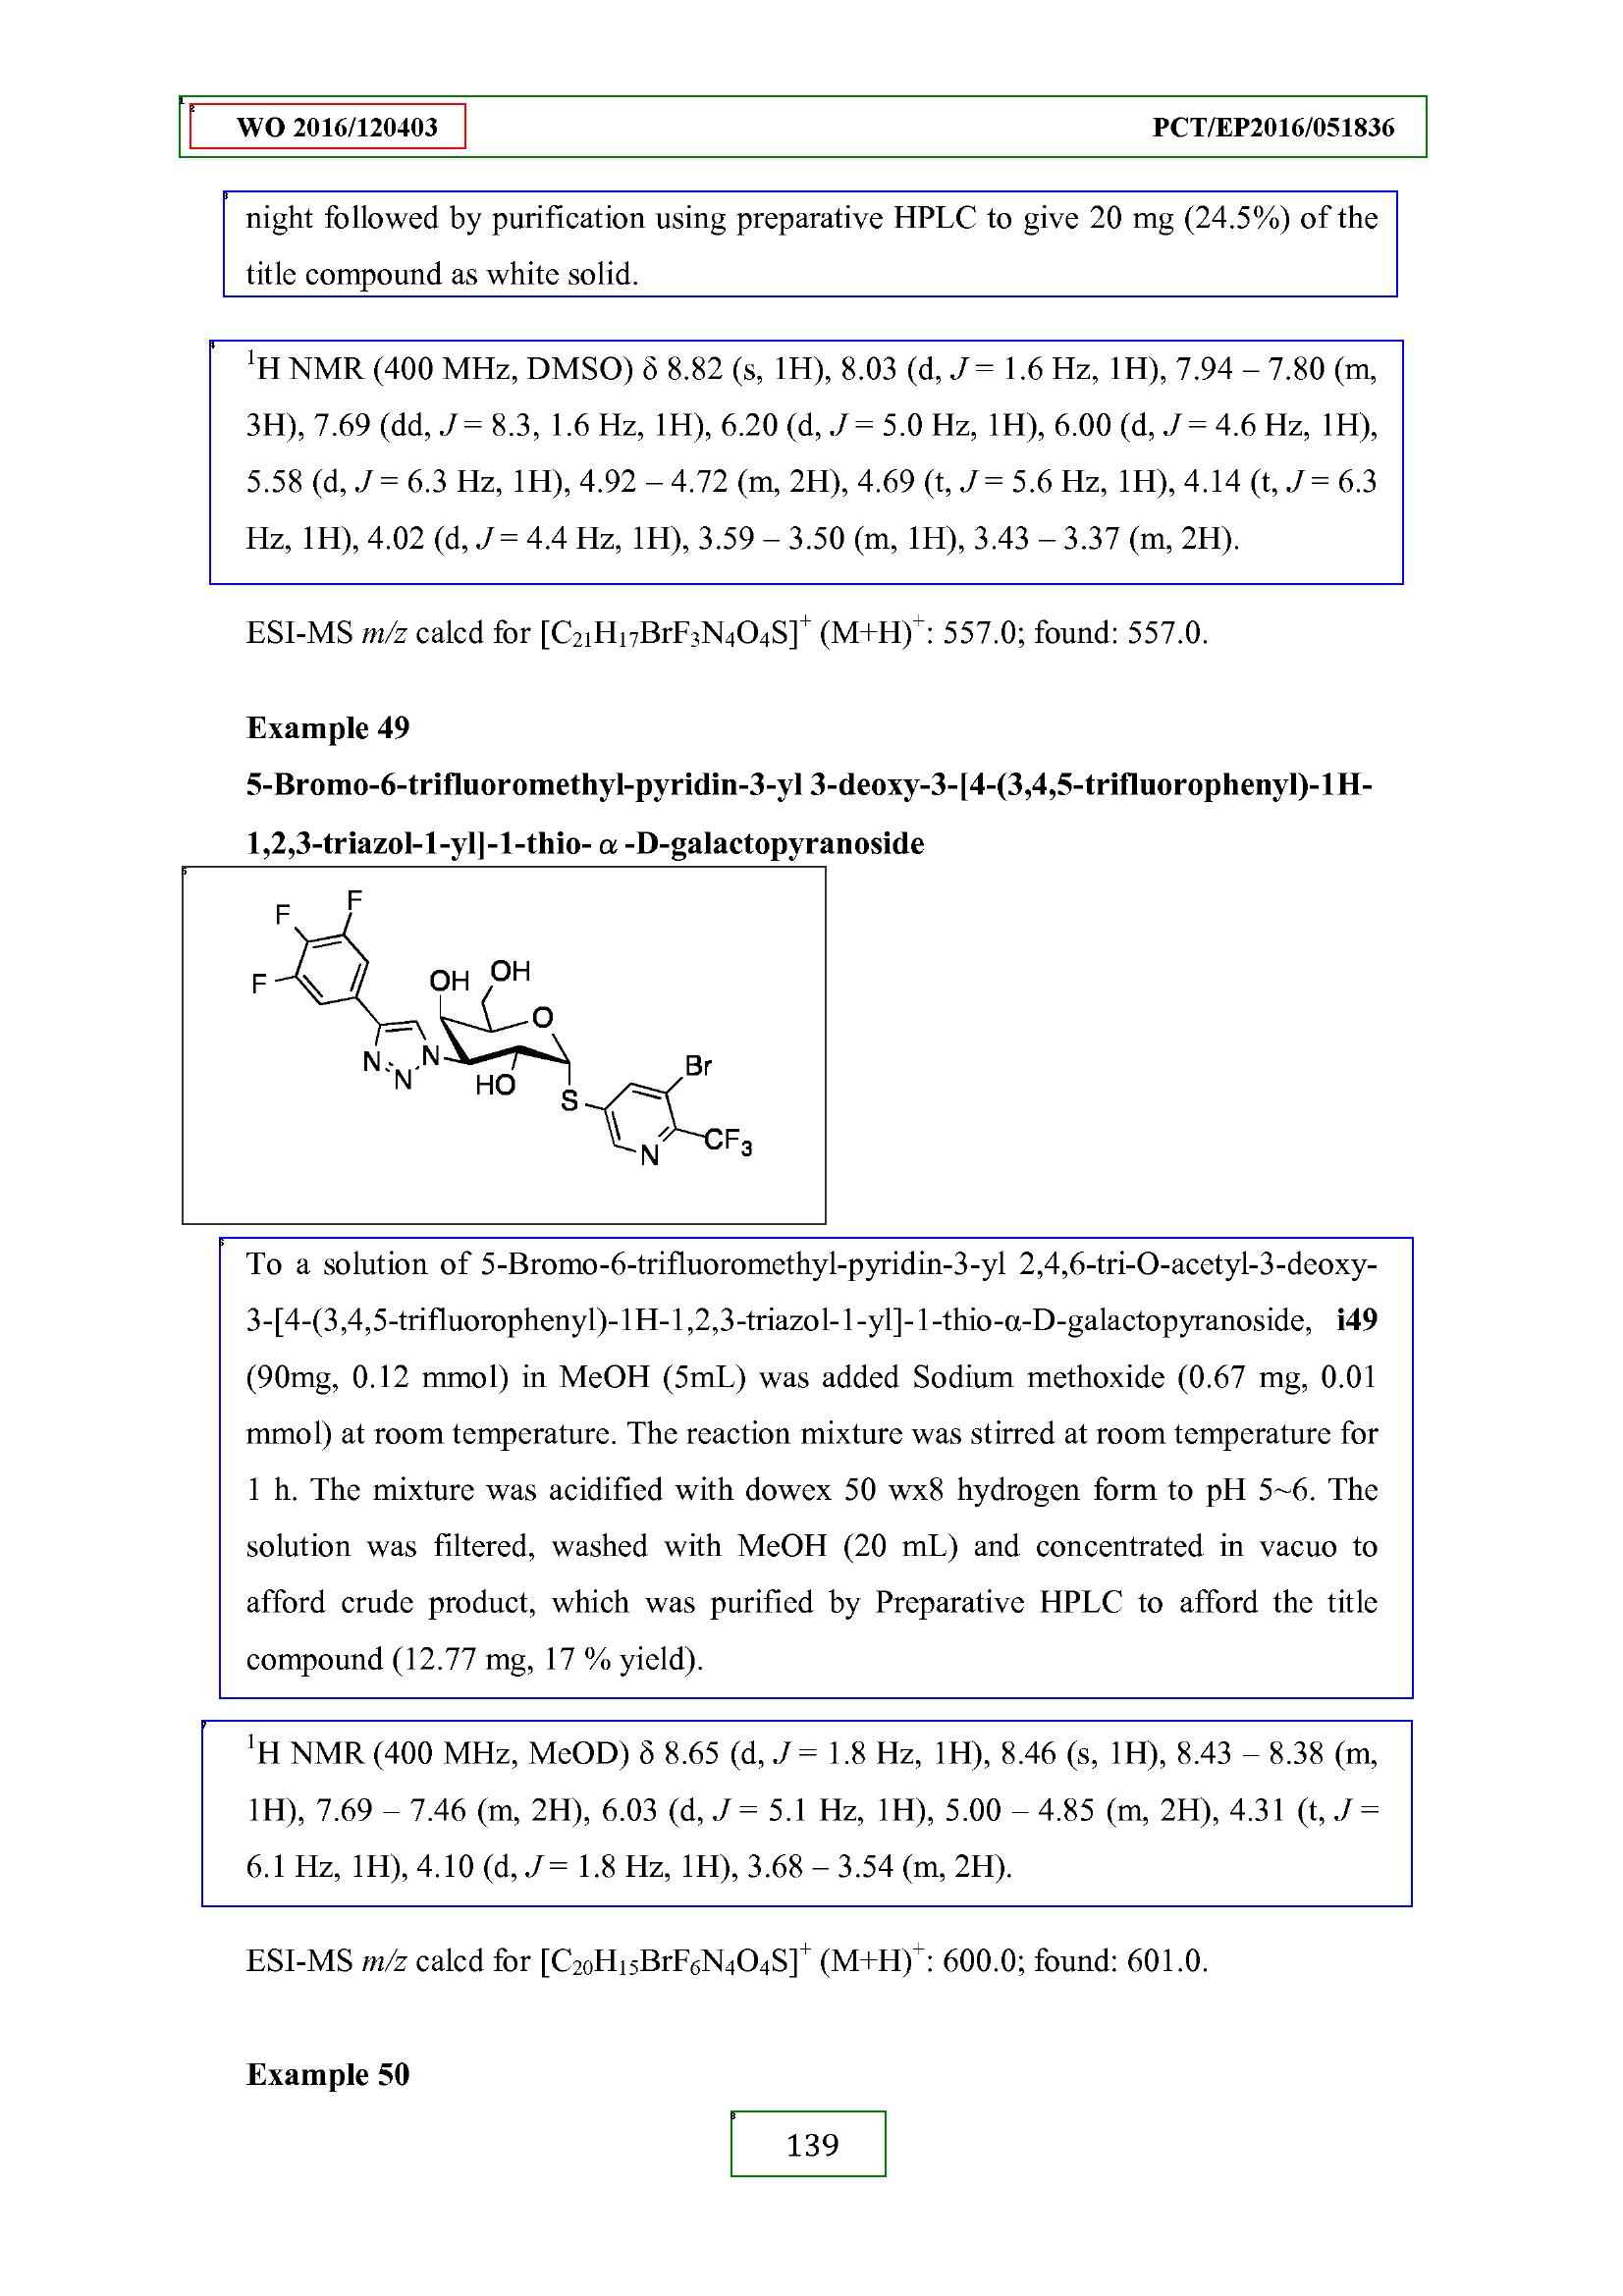 WO 2016/120403 PCT/EP2016/051836
night followed by purification using preparative HPLC to give 20 mg (24.5%) of the
title compound as white solid.
¹H NMR (400 MHz, DMSO) δ 8.82 (s, 1H), 8.03 (d, J = 1.6 Hz, 1H), 7.94 – 7.80 (m,
3H), 7.69 (dd, J = 8.3, 1.6 Hz, 1H), 6.20 (d, J = 5.0 Hz, 1H), 6.00 (d, J = 4.6 Hz, 1H),
5.58 (d, J = 6.3 Hz, 1H), 4.92 – 4.72 (m, 2H), 4.69 (t, J = 5.6 Hz, 1H), 4.14 (t, J = 6.3
Hz, 1H), 4.02 (d, J = 4.4 Hz, 1H), 3.59 – 3.50 (m, 1H), 3.43 – 3.37 (m, 2H).
ESI-MS m/z calcd for [C₂₁H₁₇BrF₃N₄O₄S]⁺ (M+H)⁺: 557.0; found: 557.0.
Example 49
5-Bromo-6-trifluoromethyl-pyridin-3-yl 3-deoxy-3-[4-(3,4,5-trifluorophenyl)-1H-
1,2,3-triazol-1-yl]-1-thio- α -D-galactopyranoside
F
F
F
OH
OH
O
N
N
N
HO
S
Br
N
CF₃
To a solution of 5-Bromo-6-trifluoromethyl-pyridin-3-yl 2,4,6-tri-O-acetyl-3-deoxy-
3-[4-(3,4,5-trifluorophenyl)-1H-1,2,3-triazol-1-yl]-1-thio-α-D-galactopyranoside, i49
(90mg, 0.12 mmol) in MeOH (5mL) was added Sodium methoxide (0.67 mg, 0.01
mmol) at room temperature. The reaction mixture was stirred at room temperature for
1 h. The mixture was acidified with dowex 50 wx8 hydrogen form to pH 5~6. The
solution was filtered, washed with MeOH (20 mL) and concentrated in vacuo to
afford crude product, which was purified by Preparative HPLC to afford the title
compound (12.77 mg, 17 % yield).
¹H NMR (400 MHz, MeOD) δ 8.65 (d, J = 1.8 Hz, 1H), 8.46 (s, 1H), 8.43 – 8.38 (m,
1H), 7.69 – 7.46 (m, 2H), 6.03 (d, J = 5.1 Hz, 1H), 5.00 – 4.85 (m, 2H), 4.31 (t, J =
6.1 Hz, 1H), 4.10 (d, J = 1.8 Hz, 1H), 3.68 – 3.54 (m, 2H).
ESI-MS m/z calcd for [C₂₀H₁₅BrF₆N₄O₄S]⁺ (M+H)⁺: 600.0; found: 601.0.
Example 50
139